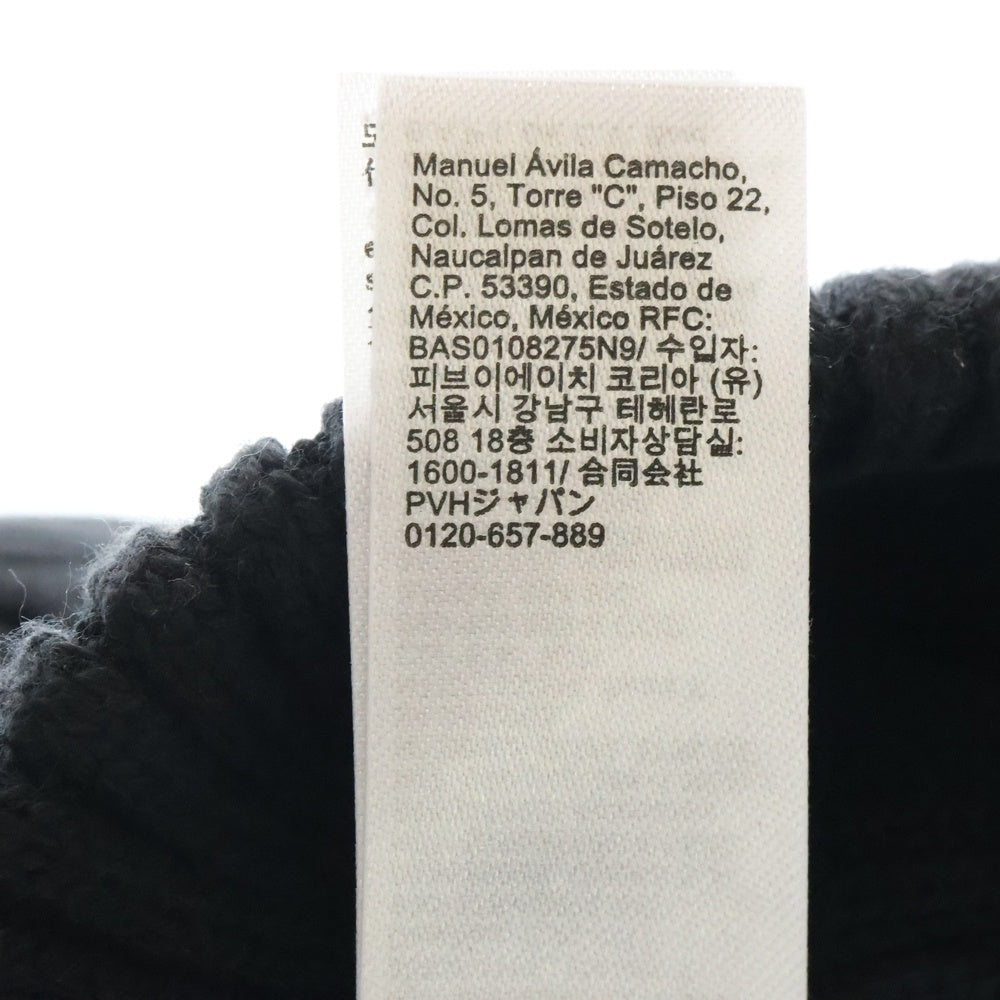 Manuel Ávila Camacho,
No. 5, Torre "C", Piso 22,
Col. Lomas de Sotelo,
Naucalpan de Juárez
C.P. 53390, Estado de
México, México RFC:
BAS0108275N9/ 수입자:
피브이에이치 코리아 (유)
서울시 강남구 테헤란로
508 18층 소비자상담실:
1600-1811/ 合同会社
PVHジャパン
0120-657-889